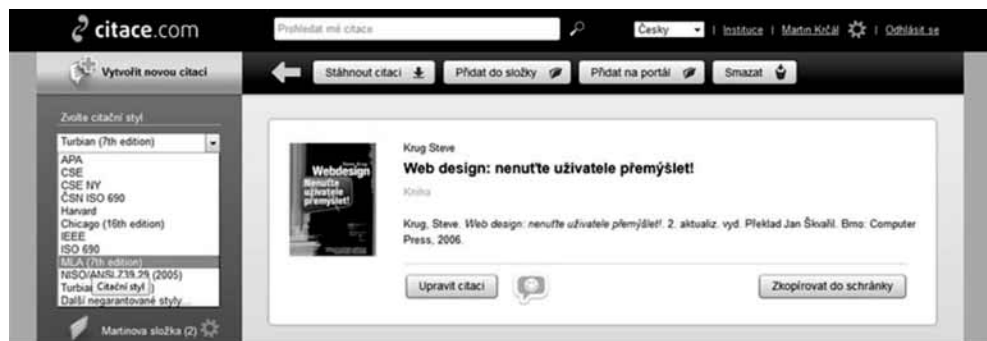 citace.com
Prohledat mé citace
Česky
Instituce
Martin Krčál
Odhlásit se
Vytvořit novou citaci
Stáhnout citaci
Přidat do složky
Přidat na portál
Smazat
Zvolte citační styl
Turbian (7th edition)
APA
CSE
CSE NY
ČSN ISO 690
Harvard
Chicago (16th edition)
IEEE
ISO 690
MLA (7th edition)
NISO/ANSI Z39.29 (2005)
Turbian
Citační styl
Další negarantované styly...
Martinova složka (2)
Webdesign
Nenuťte
uživatele
přemýšlet!
Krug Steve
Web design: nenuťte uživatele přemýšlet!
Kniha
Krug, Steve. Web design: nenuťte uživatele přemýšlet!. 2. aktualiz. vyd. Překlad Jan Škvařil. Brno: Computer
Press, 2006.
Upravit citaci
Zkopírovat do schránky